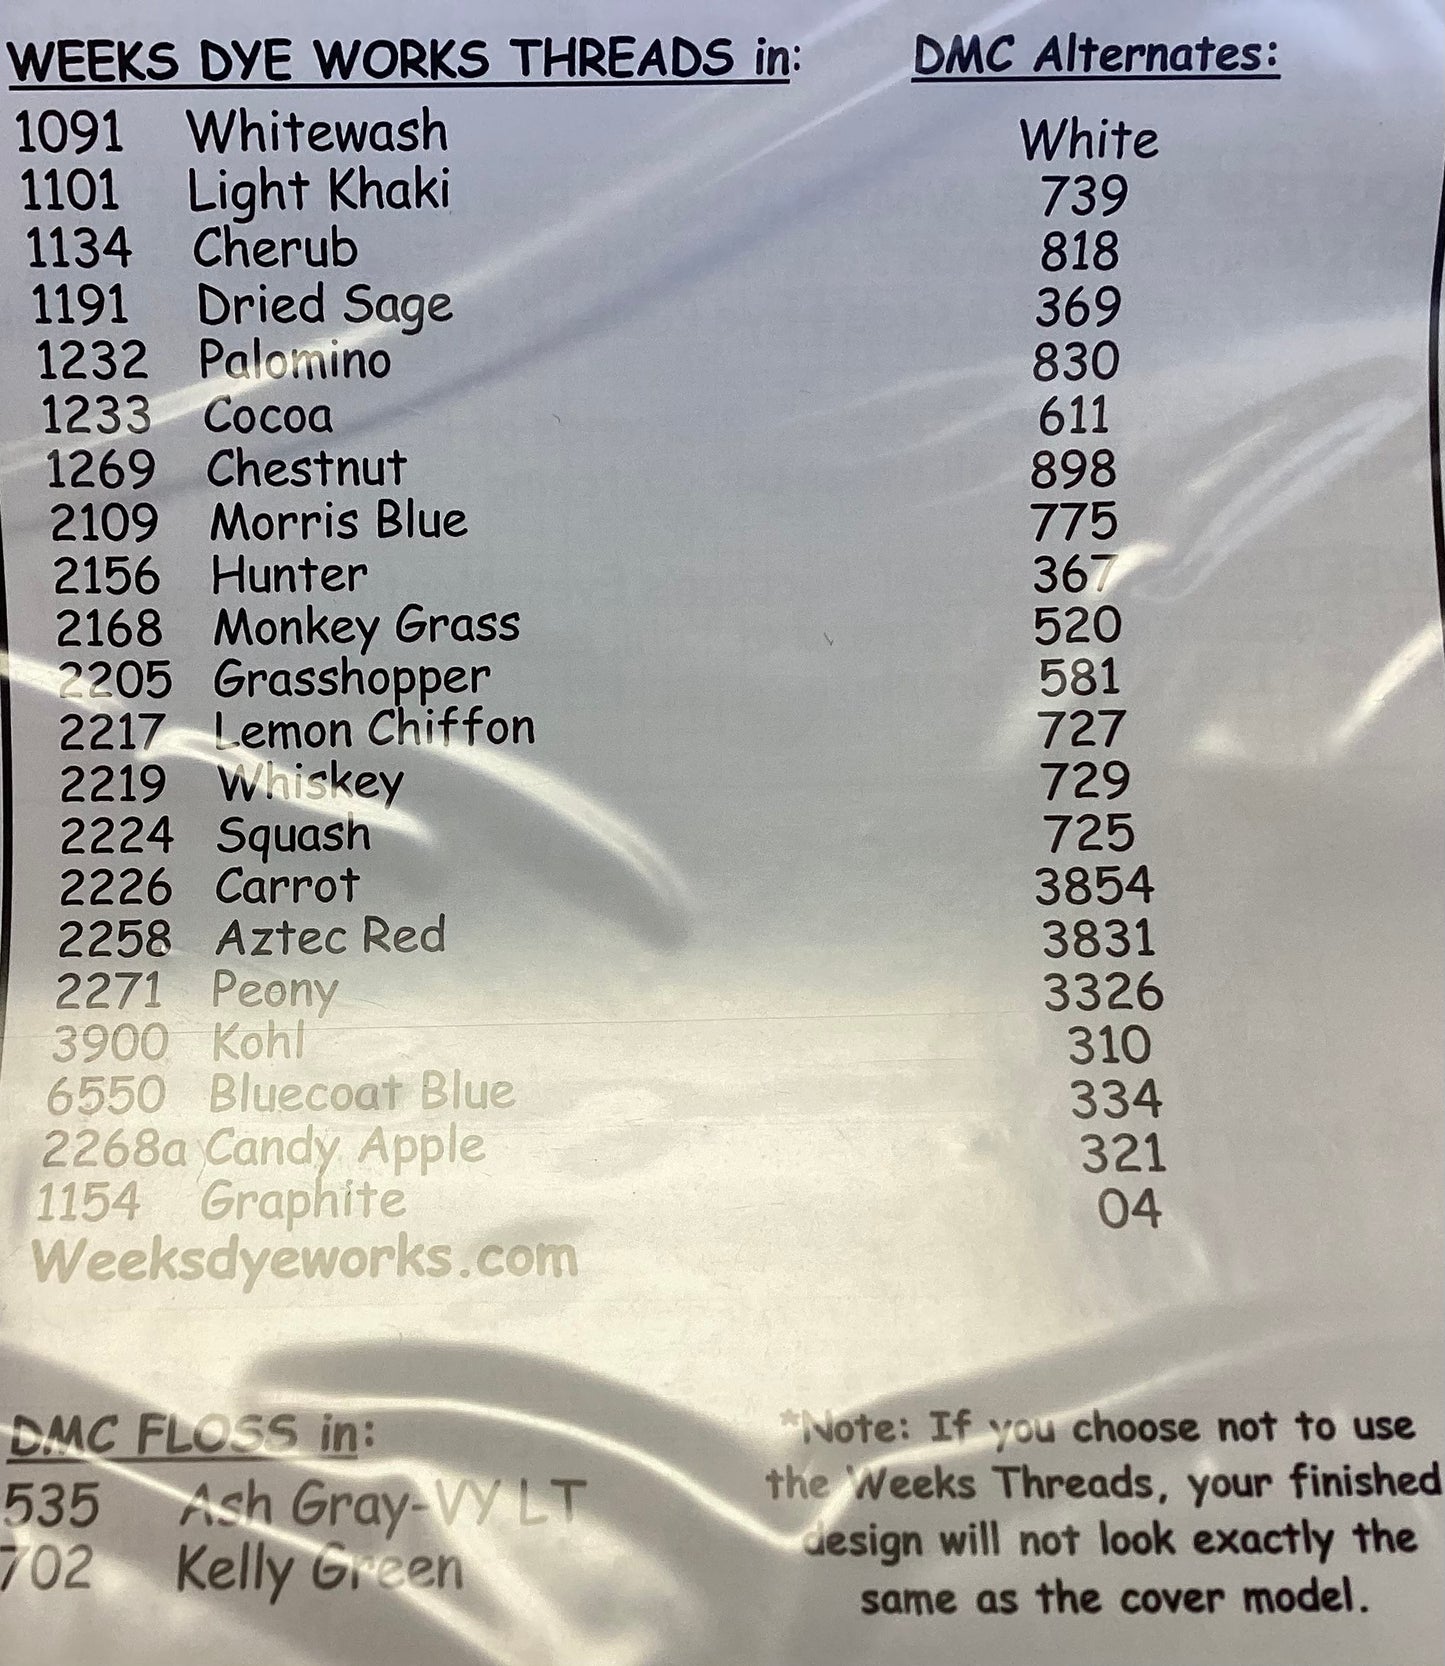 WEEKS DYE WORKS THREADS in: DMC Alternates:
1091 Whitewash White
1101 Light Khaki 739
1134 Cherub 818
1191 Dried Sage 369
1232 Palomino 830
1233 Cocoa 611
1269 Chestnut 898
2109 Morris Blue 775
2156 Hunter 367
2168 Monkey Grass 520
2205 Grasshopper 581
2217 Lemon Chiffon 727
2219 Whiskey 729
2224 Squash 725
2226 Carrot 3854
2258 Aztec Red 3831
2271 Peony 3326
3900 Kohl 310
6550 Bluecoat Blue 334
2268a Candy Apple 321
1154 Graphite 04
Weeksdyeworks.com
DMC FLOSS in:
535 Ash Gray-VY LT
702 Kelly Green
*Note: If you choose not to use
the Weeks Threads, your finished
design will not look exactly the
same as the cover model.